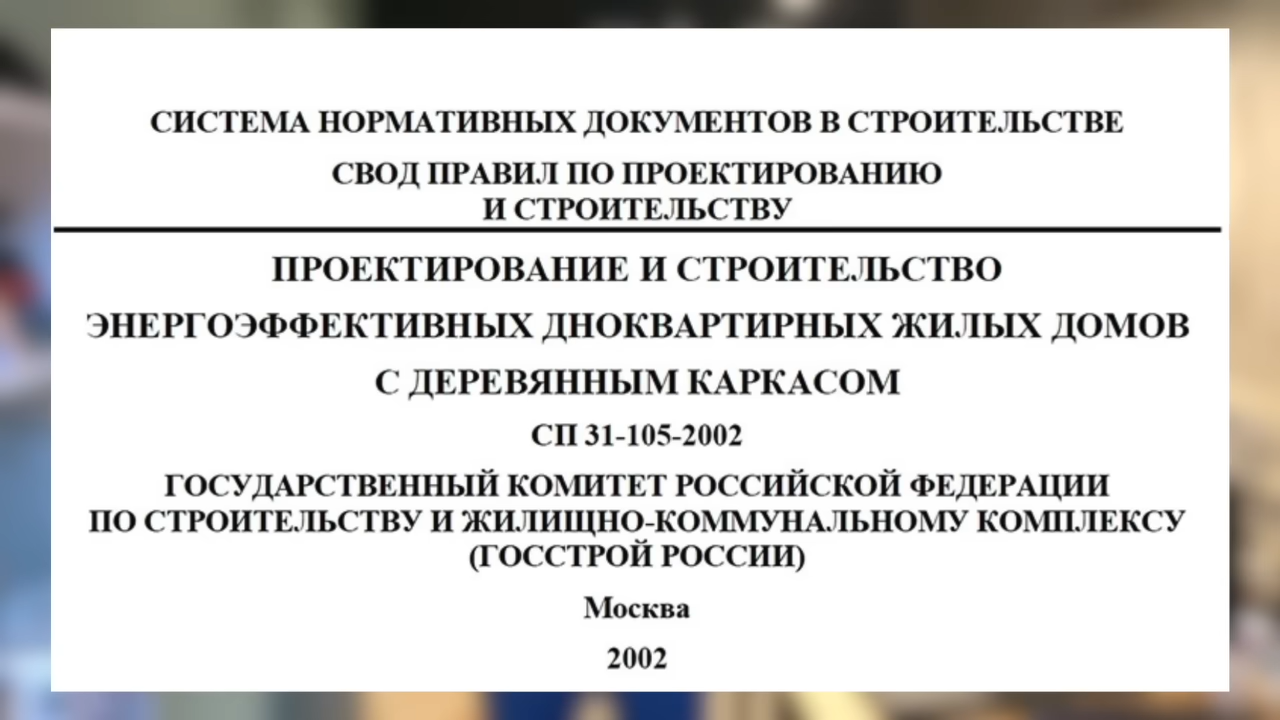 СИСТЕМА НОРМАТИВНЫХ ДОКУМЕНТОВ В СТРОИТЕЛЬСТВЕ
СВОД ПРАВИЛ ПО ПРОЕКТИРОВАНИЮ
И СТРОИТЕЛЬСТВУ
ПРОЕКТИРОВАНИЕ И СТРОИТЕЛЬСТВО
ЭНЕРГОЭФФЕКТИВНЫХ ДНОКВАРТИРНЫХ ЖИЛЫХ ДОМОВ
С ДЕРЕВЯННЫМ КАРКАСОМ
СП 31-105-2002
ГОСУДАРСТВЕННЫЙ КОМИТЕТ РОССИЙСКОЙ ФЕДЕРАЦИИ
ПО СТРОИТЕЛЬСТВУ И ЖИЛИЩНО-КОММУНАЛЬНОМУ КОМПЛЕКСУ
(ГОССТРОЙ РОССИИ)
Москва
2002